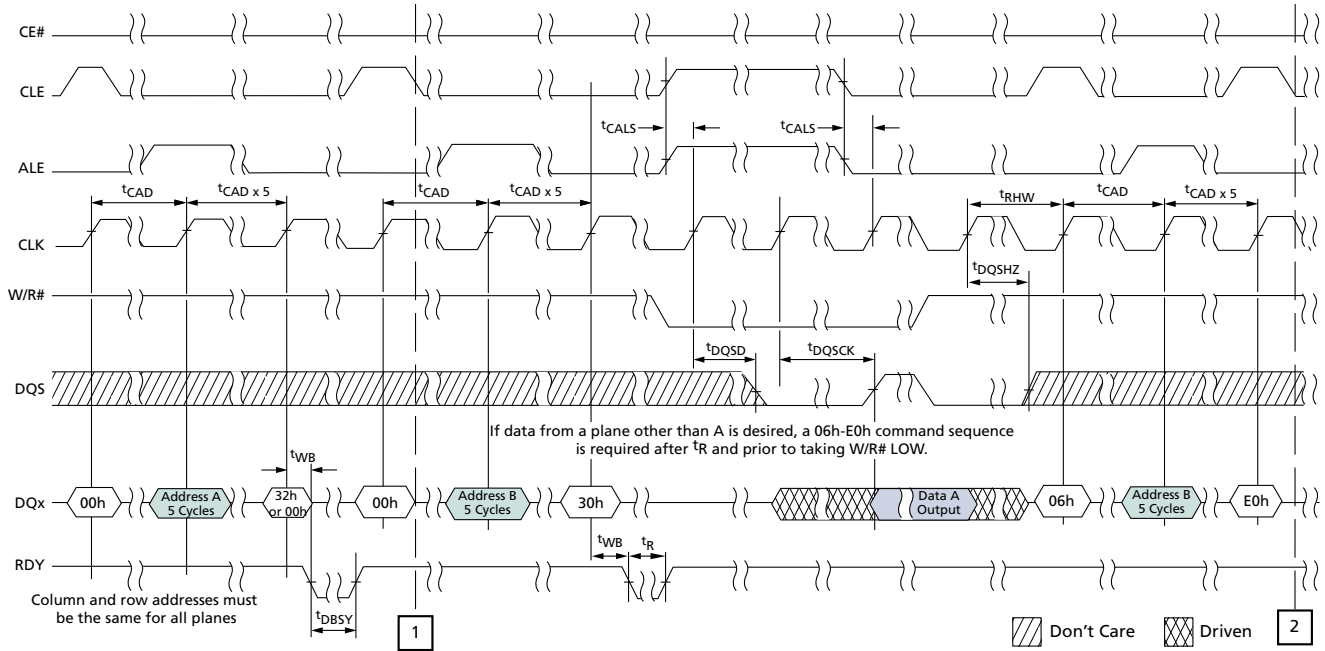 CE#
CLE
tCALS
tCALS
ALE
tCAD
tCAD x 5
tCAD
tCAD x 5
tRHW
tCAD
tCAD x 5
CLK
tDQSHZ
W/R#
tDQSD
tDQSCK
DQS
If data from a plane other than A is desired, a 06h-E0h command sequence
is required after tR and prior to taking W/R# LOW.
tWB
DQx
00h
Address A
5 Cycles
32h
or 00h
00h
Address B
5 Cycles
30h
Data A
Output
06h
Address B
5 Cycles
E0h
tWB
tR
RDY
Column and row addresses must
be the same for all planes
tDBSY
1
Don't Care
Driven
2